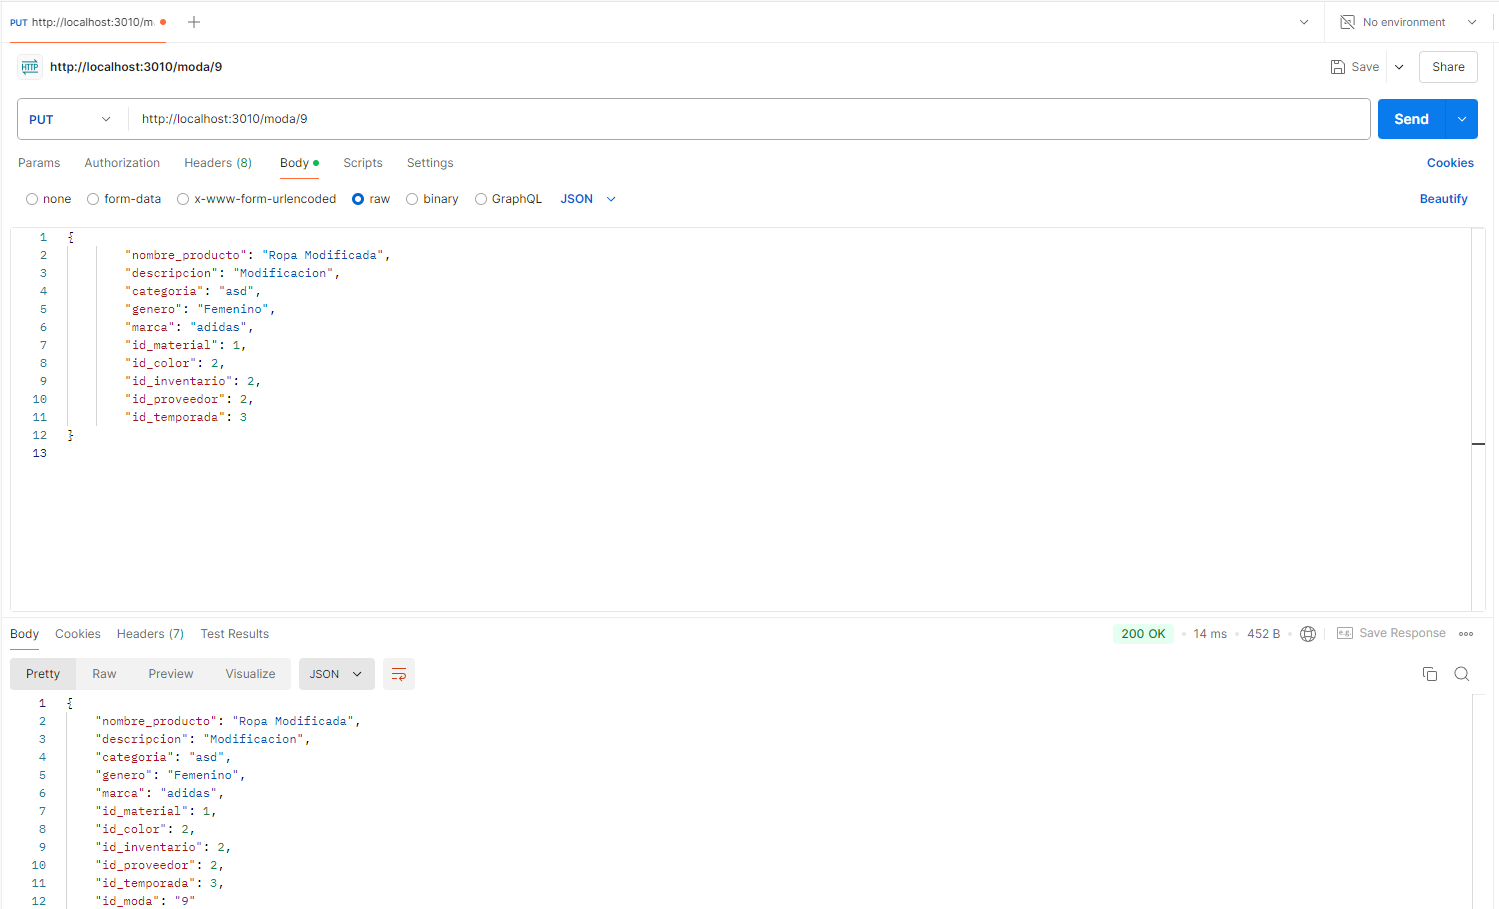 PUT http://localhost:3010/m
No environment
HTTP http://localhost:3010/moda/9
Save
Share
PUT
http://localhost:3010/moda/9
Send
Params Authorization Headers (8) Body Scripts Settings
Cookies
none form-data x-www-form-urlencoded raw binary GraphQL JSON
Beautify
1 {
2 "nombre_producto": "Ropa Modificada",
3 "descripcion": "Modificacion",
4 "categoria": "asd",
5 "genero": "Femenino",
6 "marca": "adidas",
7 "id_material": 1,
8 "id_color": 2,
9 "id_inventario": 2,
10 "id_proveedor": 2,
11 "id_temporada": 3
12 }
13
Body Cookies Headers (7) Test Results
200 OK • 14 ms • 452 B •
e.g. Save Response
Pretty Raw Preview Visualize JSON
1 {
2 "nombre_producto": "Ropa Modificada",
3 "descripcion": "Modificacion",
4 "categoria": "asd",
5 "genero": "Femenino",
6 "marca": "adidas",
7 "id_material": 1,
8 "id_color": 2,
9 "id_inventario": 2,
10 "id_proveedor": 2,
11 "id_temporada": 3,
12 "id_moda": "9"